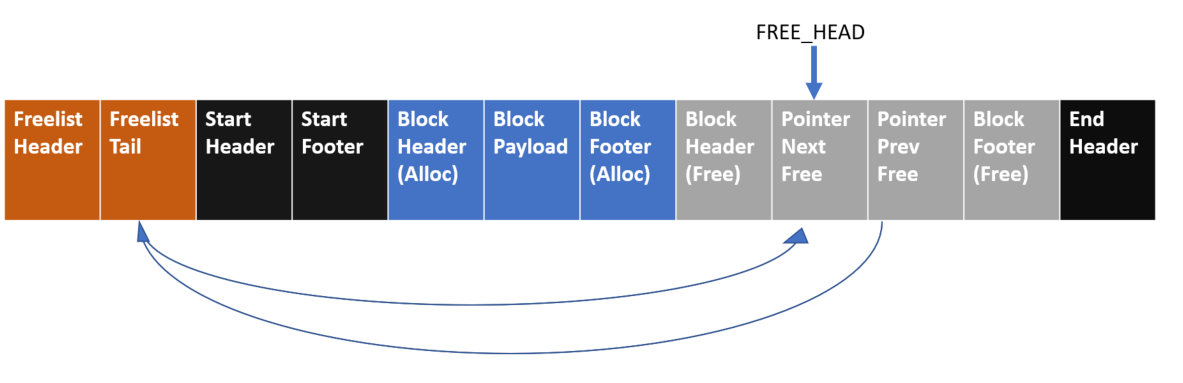 FREE_HEAD
Freelist
Header
Freelist
Tail
Start
Header
Start
Footer
Block
Header
(Alloc)
Block
Payload
Block
Footer
(Alloc)
Block
Header
(Free)
Pointer
Next
Free
Pointer
Prev
Free
Block
Footer
(Free)
End
Header